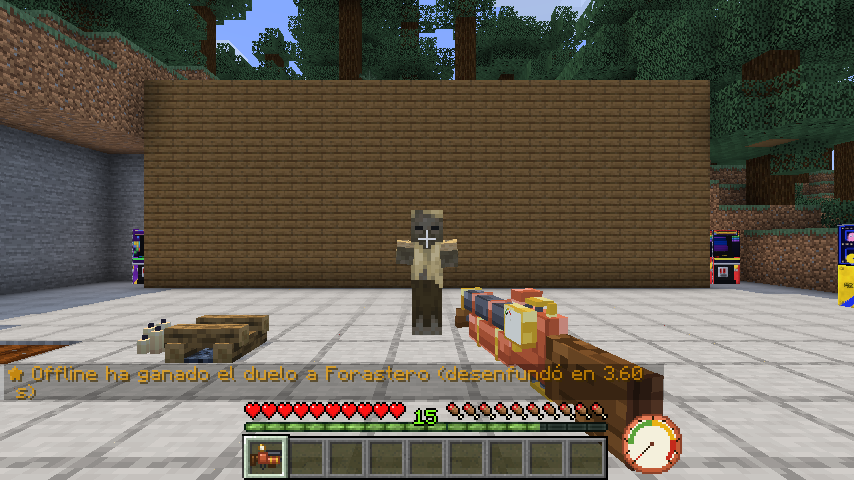 ★ Offline ha ganado el duelo a Forastero (desenfundó en 3.60
s)
15